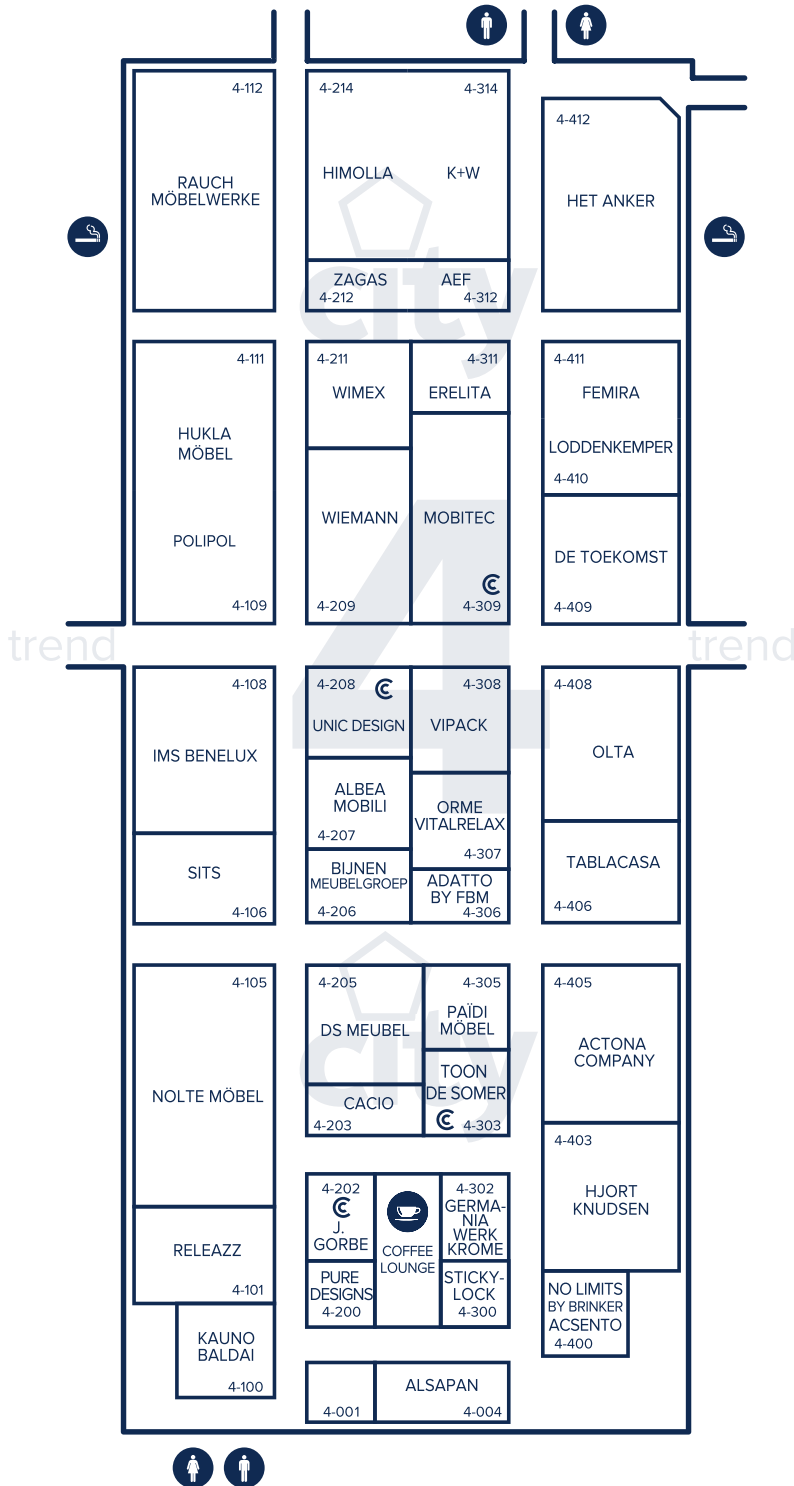 4-112
RAUCH
MÖBELWERKE
4-214
4-314
HIMOLLA
K+W
4-412
HET ANKER
ZAGAS
AEF
4-212
4-312
city
4-111
HUKLA
MÖBEL
POLIPOL
4-109
4-211
WIMEX
4-311
ERELITA
WIEMANN
4-209
MOBITEC
4-309
4-411
FEMIRA
LODDENKEMPER
4-410
DE TOEKOMST
4-409
4
trend
trend
4-108
IMS BENELUX
SITS
4-106
4-208
UNIC DESIGN
4-308
VIPACK
ALBEA
MOBILI
4-207
ORME
VITALRELAX
4-307
BIJNEN
MEUBELGROEP
4-206
ADATTO
BY FBM
4-306
4-408
OLTA
TABLACASA
4-406
4-105
NOLTE MÖBEL
4-205
DS MEUBEL
4-305
PAÏDI
MÖBEL
city
CACIO
4-203
TOON
DE SOMER
4-303
4-405
ACTONA
COMPANY
4-403
HJORT
KNUDSEN
RELEAZZ
4-101
KAUNO
BALDAI
4-100
4-202
J.
GORBE
COFFEE
LOUNGE
4-302
GERMA-
NIA
WERK
KROME
PURE
DESIGNS
4-200
STICKY-
LOCK
4-300
NO LIMITS
BY BRINKER
ACSENTO
4-400
4-001
ALSAPAN
4-004